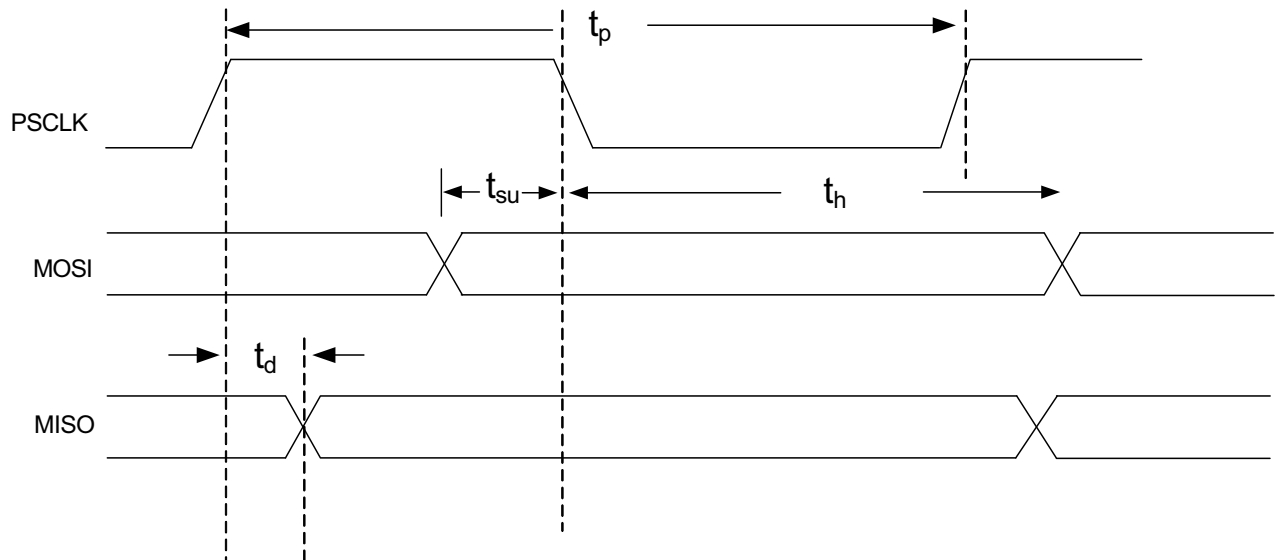 t_p
PSCLK
t_su
t_h
MOSI
t_d
MISO